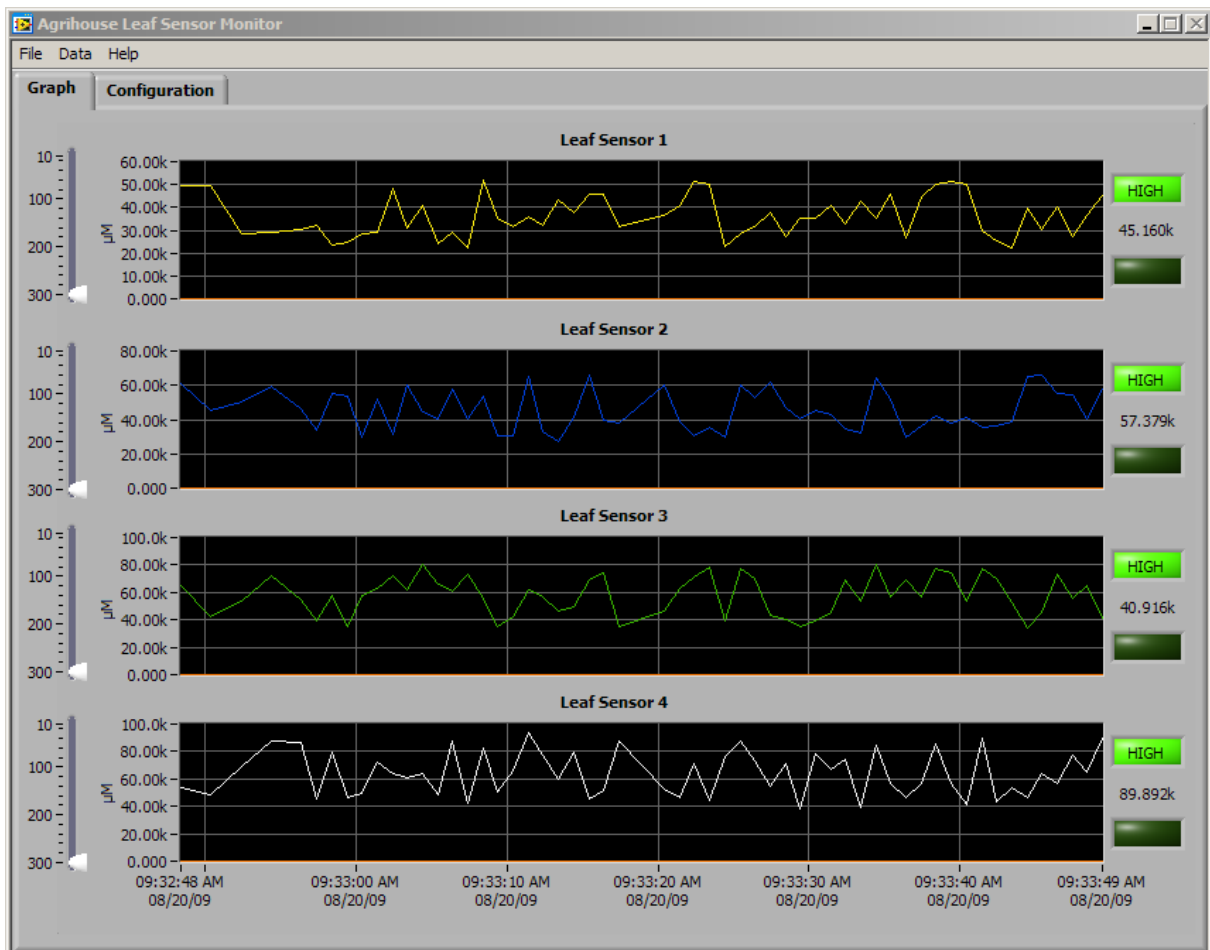 Agrihouse Leaf Sensor Monitor
File Data Help
Graph Configuration
Leaf Sensor 1
10
100
200
300
60.00k
50.00k
40.00k
30.00k
20.00k
10.00k
0.000
µM
HIGH
45.160k
Leaf Sensor 2
10
100
200
300
80.00k
60.00k
40.00k
20.00k
0.000
µM
HIGH
57.379k
Leaf Sensor 3
10
100
200
300
100.0k
80.00k
60.00k
40.00k
20.00k
0.000
µM
HIGH
40.916k
Leaf Sensor 4
10
100
200
300
100.0k
80.00k
60.00k
40.00k
20.00k
0.000
µM
HIGH
89.892k
09:32:48 AM 09:33:00 AM 09:33:10 AM 09:33:20 AM 09:33:30 AM 09:33:40 AM 09:33:49 AM
08/20/09 08/20/09 08/20/09 08/20/09 08/20/09 08/20/09 08/20/09